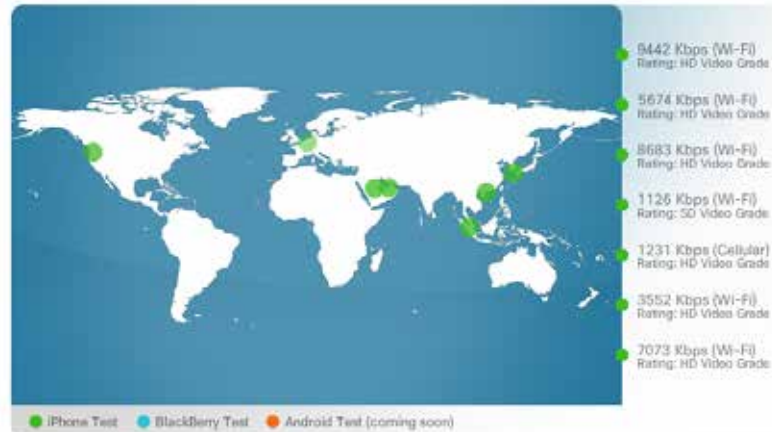 9442 Kbps (Wi-Fi)
Rating: HD Video Grade
5674 Kbps (Wi-Fi)
Rating: HD Video Grade
8683 Kbps (Wi-Fi)
Rating: HD Video Grade
1126 Kbps (Wi-Fi)
Rating: SD Video Grade
1231 Kbps (Cellular)
Rating: HD Video Grade
3552 Kbps (Wi-Fi)
Rating: HD Video Grade
7073 Kbps (Wi-Fi)
Rating: HD Video Grade
iPhone Test BlackBerry Test Android Test (coming soon)